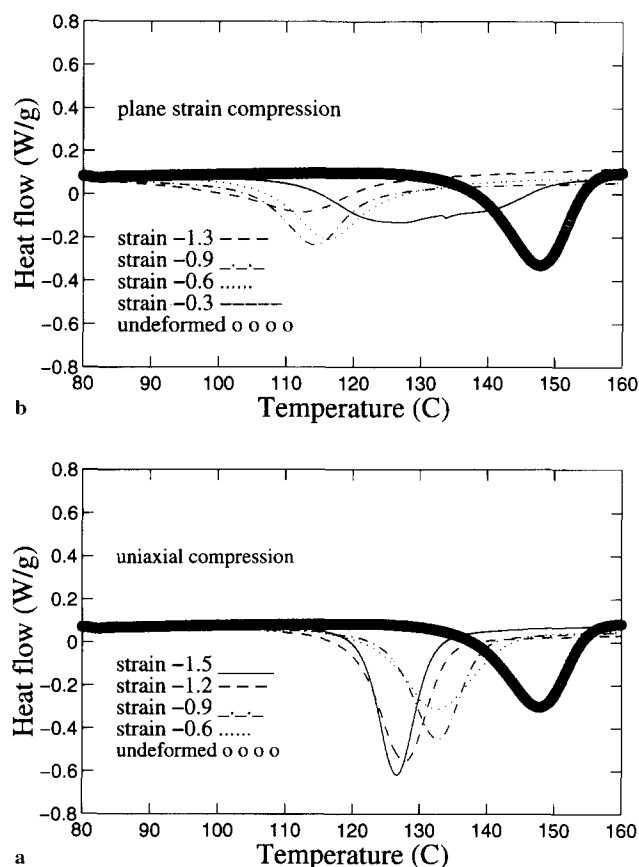 0.8
0.6
0.4
0.2
0
−0.2
−0.4
−0.6
−0.8
Heat flow (W/g)
plane strain compression
strain −1.3
strain −0.9
strain −0.6
strain −0.3
undeformed o o o o
80 90 100 110 120 130 140 150 160
b
Temperature (C)
0.8
0.6
0.4
0.2
0
−0.2
−0.4
−0.6
−0.8
Heat flow (W/g)
uniaxial compression
strain −1.5
strain −1.2
strain −0.9
strain −0.6
undeformed o o o o
80 90 100 110 120 130 140 150 160
a
Temperature (C)